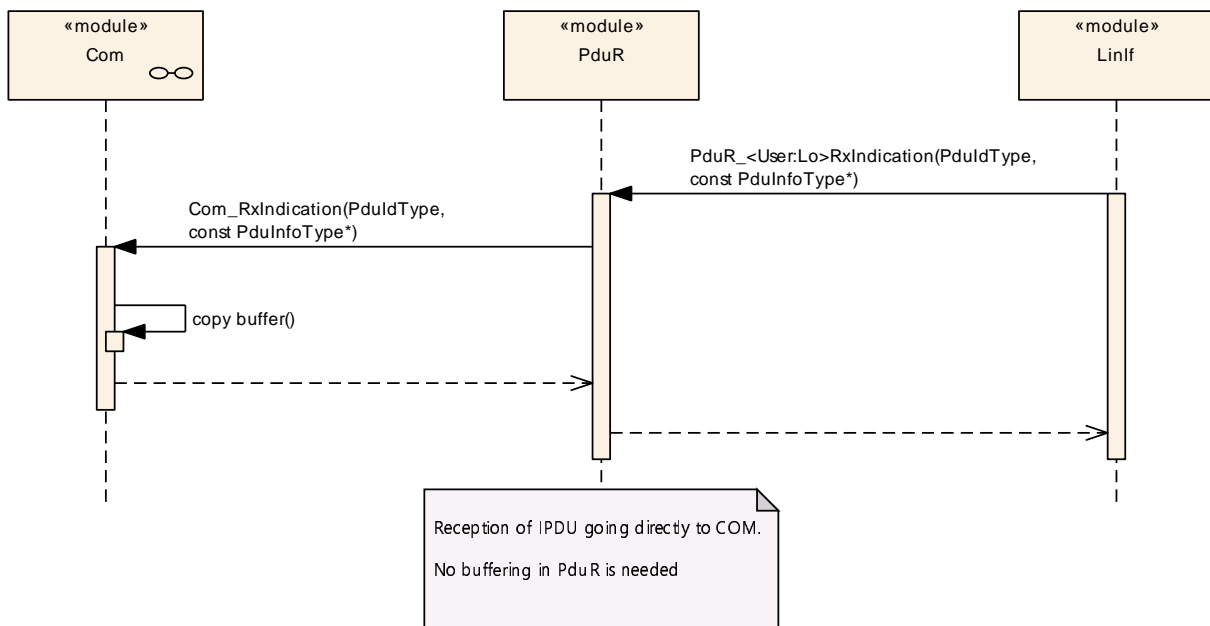 «module»
Com
«module»
PduR
«module»
LinIf
PduR_<User:Lo>RxIndication(PduIdType,
const PduInfoType*)
Com_RxIndication(PduIdType,
const PduInfoType*)
copy buffer()
Reception of IPDU going directly to COM.
No buffering in PduR is needed